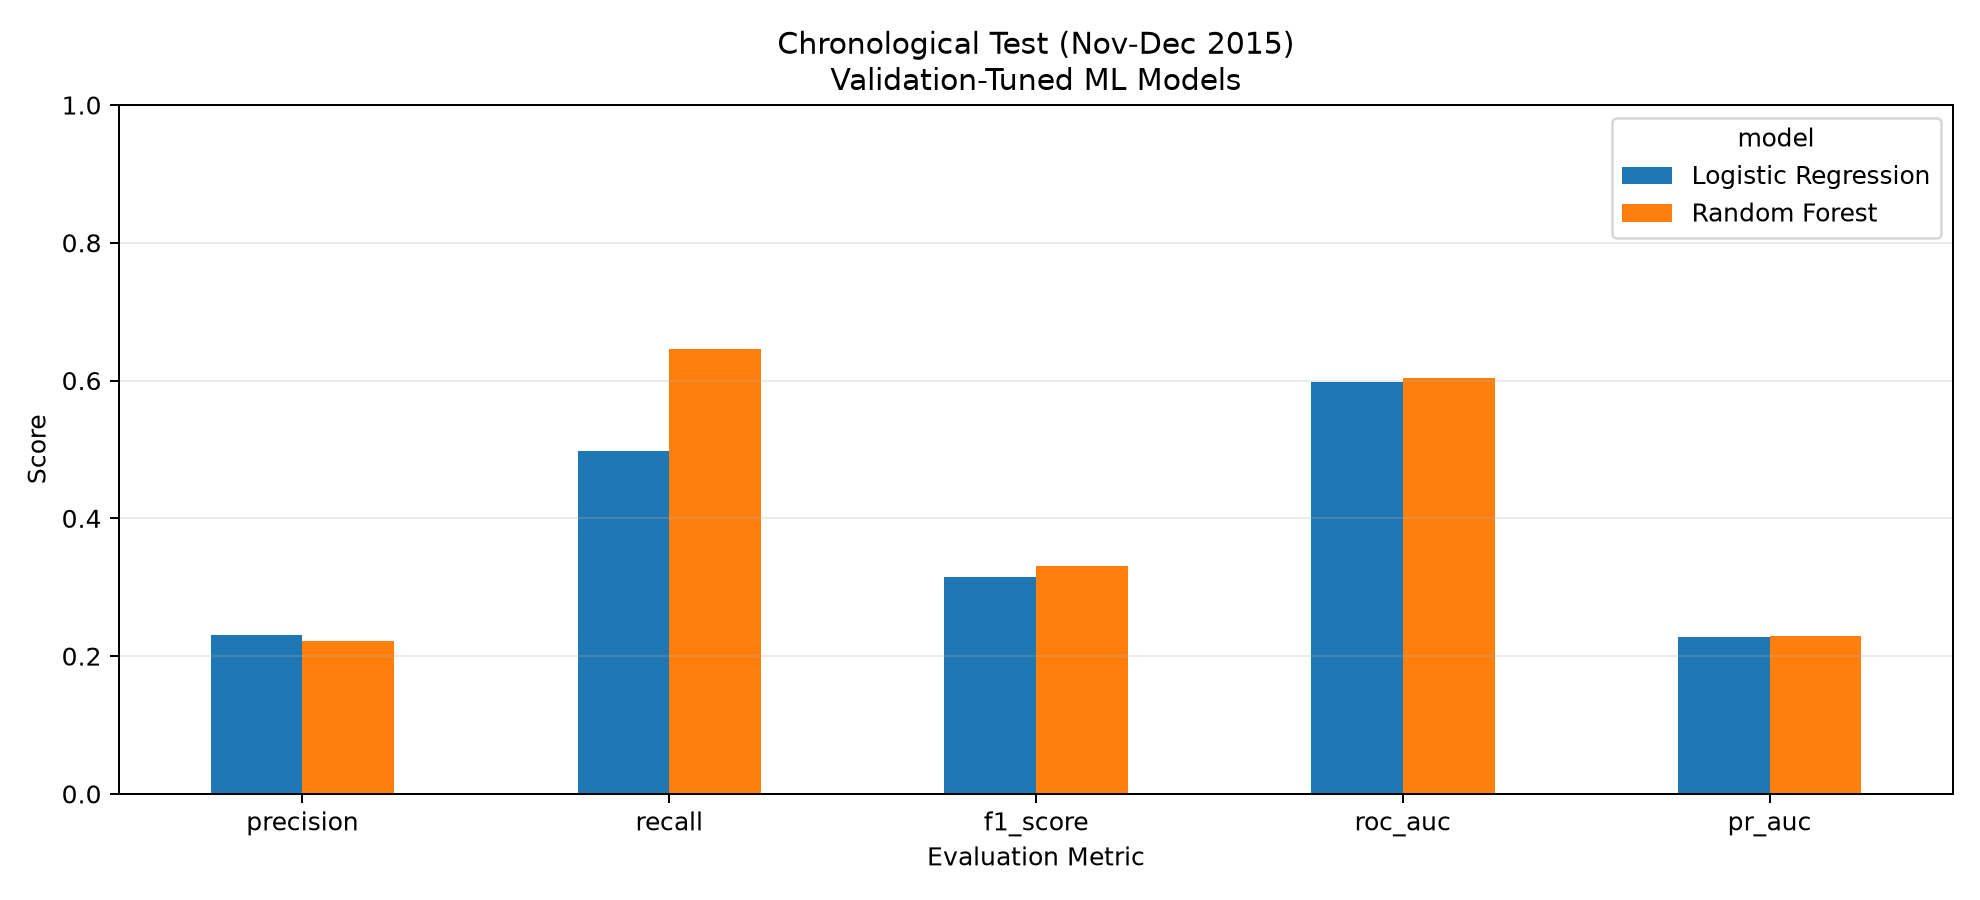 Chronological Test (Nov-Dec 2015)
Validation-Tuned ML Models
model
Logistic Regression
Random Forest
Score
1.0
0.8
0.6
0.4
0.2
0.0
precision
recall
f1_score
roc_auc
pr_auc
Evaluation Metric